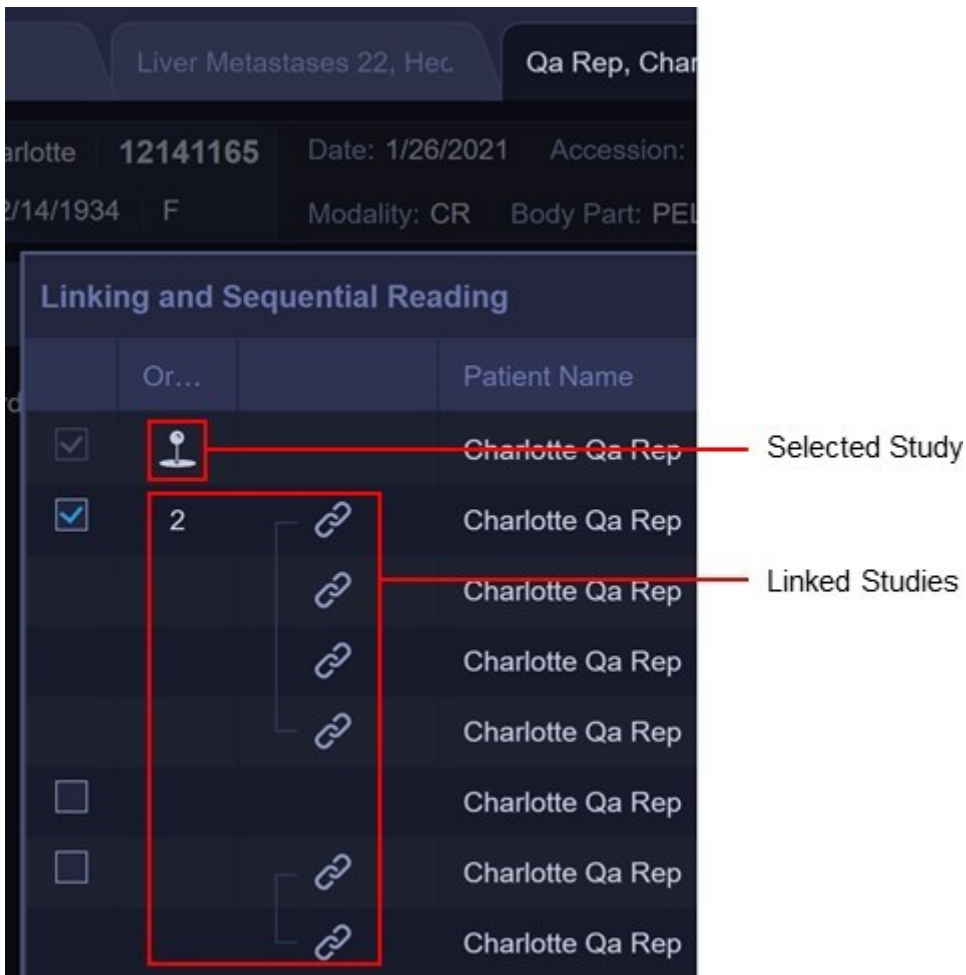 Liver Metastases 22, Hec
Qa Rep, Char
arlotte 12141165 Date: 1/26/2021 Accession:
2/14/1934 F Modality: CR Body Part: PEL
Linking and Sequential Reading
Or... Patient Name
rd
Charlotte Qa Rep Selected Study
2 Charlotte Qa Rep
Charlotte Qa Rep Linked Studies
Charlotte Qa Rep
Charlotte Qa Rep
Charlotte Qa Rep
Charlotte Qa Rep
Charlotte Qa Rep